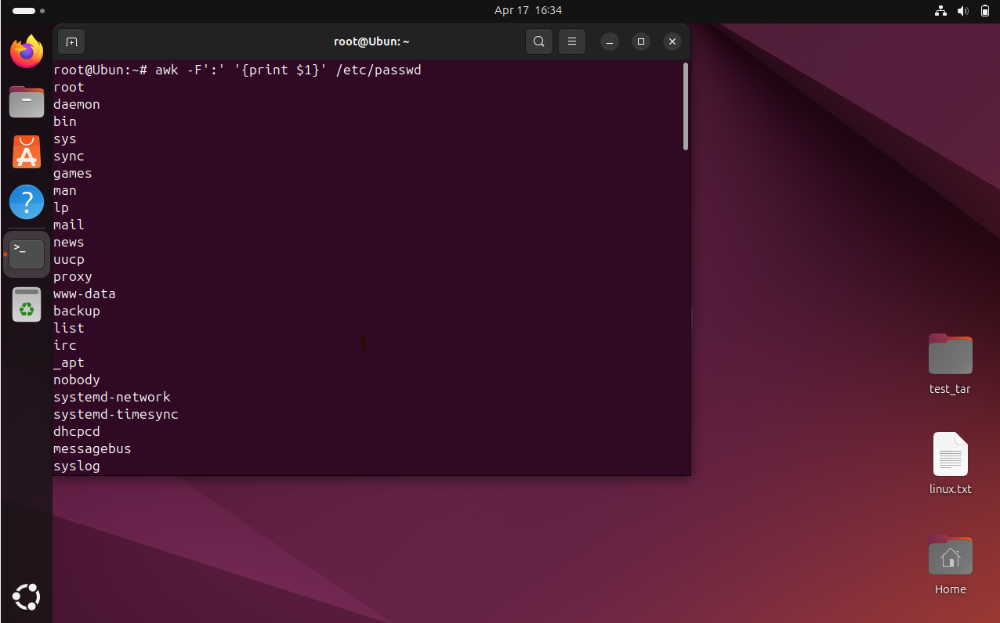 Apr 17 16:34
root@Ubun: ~
root@Ubun:~# awk -F':' '{print $1}' /etc/passwd
root
daemon
bin
sys
sync
games
man
lp
mail
news
uucp
proxy
www-data
backup
list
irc
_apt
nobody
systemd-network
systemd-timesync
dhcpcd
messagebus
syslog
test_tar
linux.txt
Home